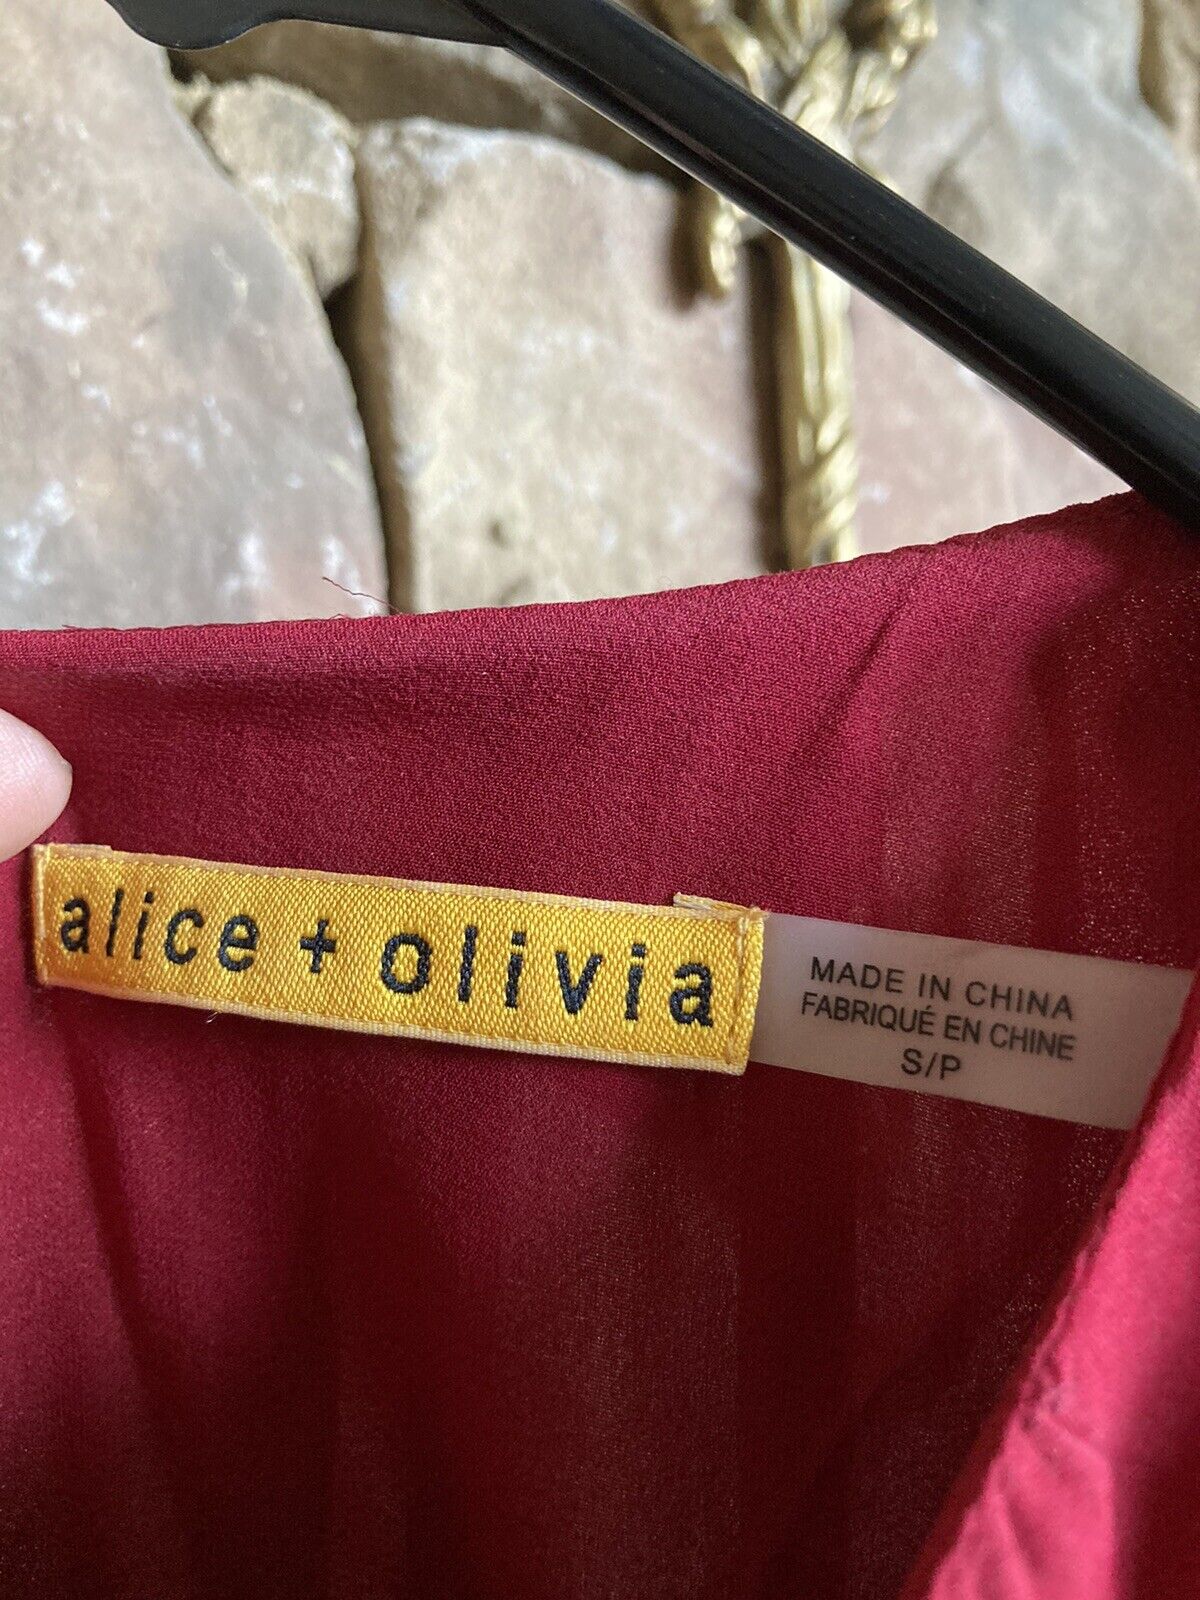 alice + olivia
MADE IN CHINA
FABRIQUÉ EN CHINE
S/P